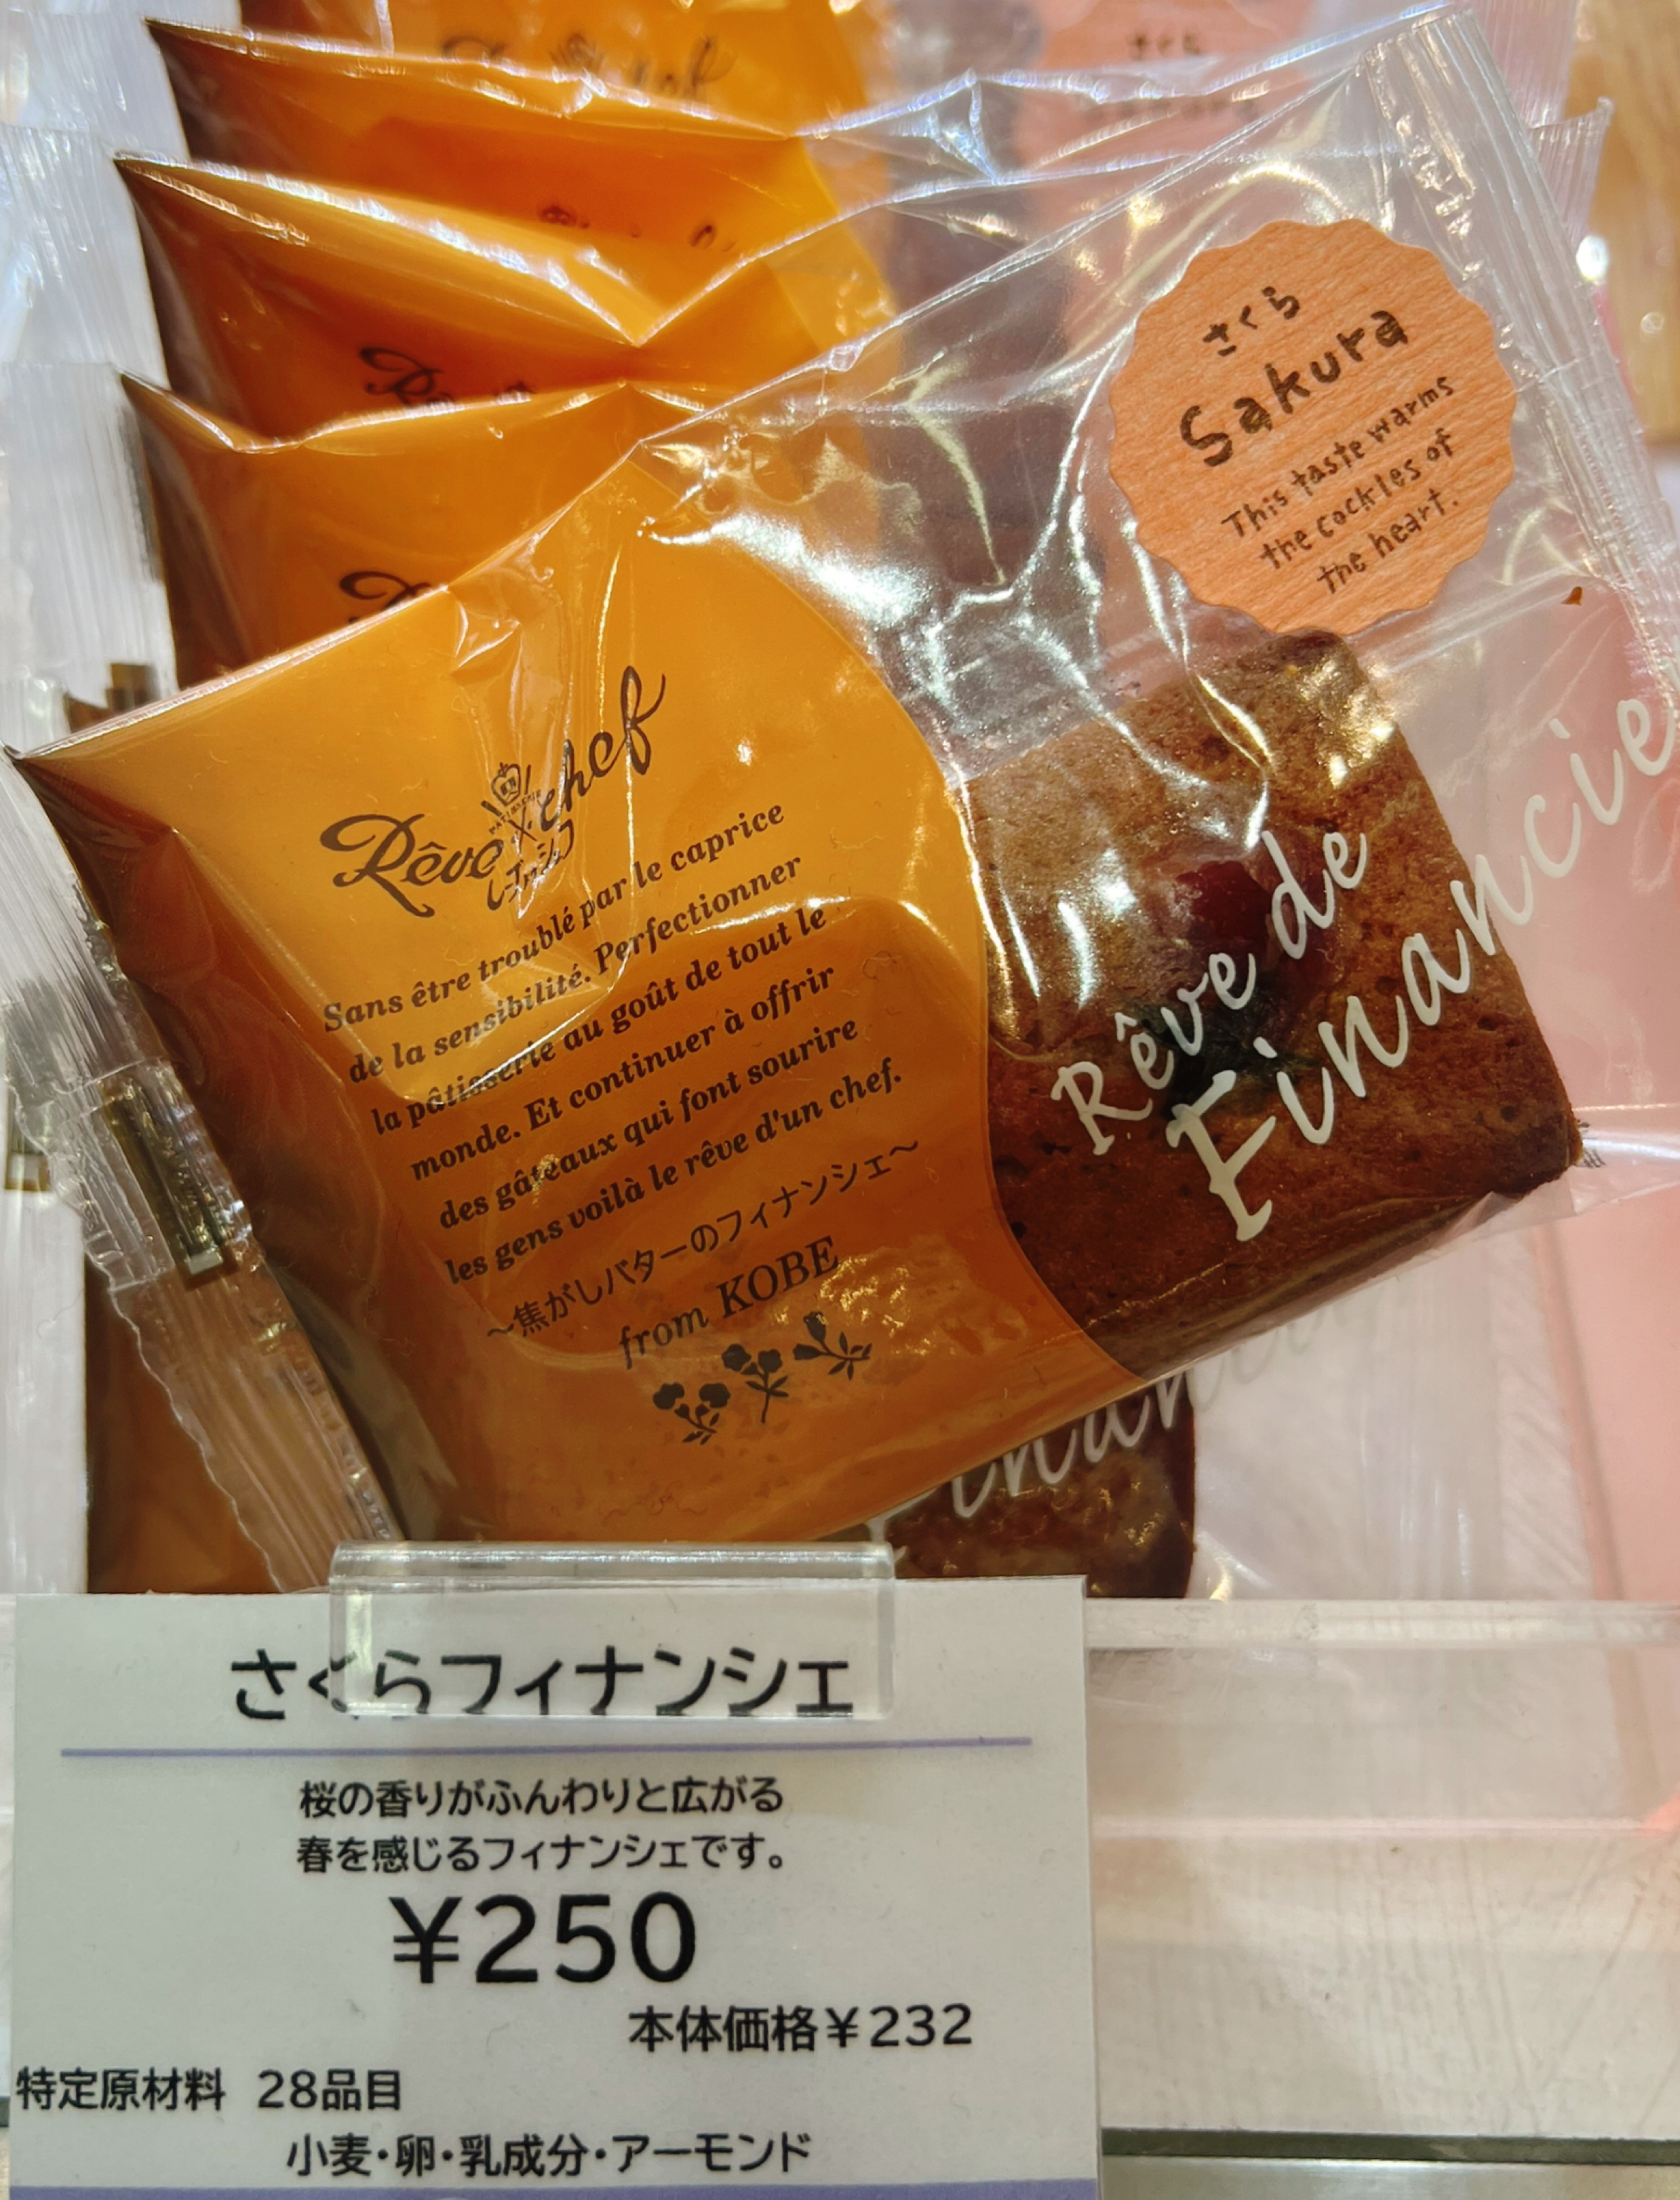 さくら
Sakura
This taste warms
the cockles of
the heart.
Rêve chef
レーヴシェフ
Sans être troublé par le caprice
de la sensibilité. Perfectionner
la pâtisserie au goût de tout le
monde. Et continuer à offrir
des gâteaux qui font sourire
les gens voilà le rêve d'un chef.
～焦がしバターのフィナンシェ～
from KOBE
Rêve de
Financie
さくらフィナンシェ
桜の香りがふんわりと広がる
春を感じるフィナンシェです。
¥250
本体価格¥232
特定原材料 28品目
小麦・卵・乳成分・アーモンド